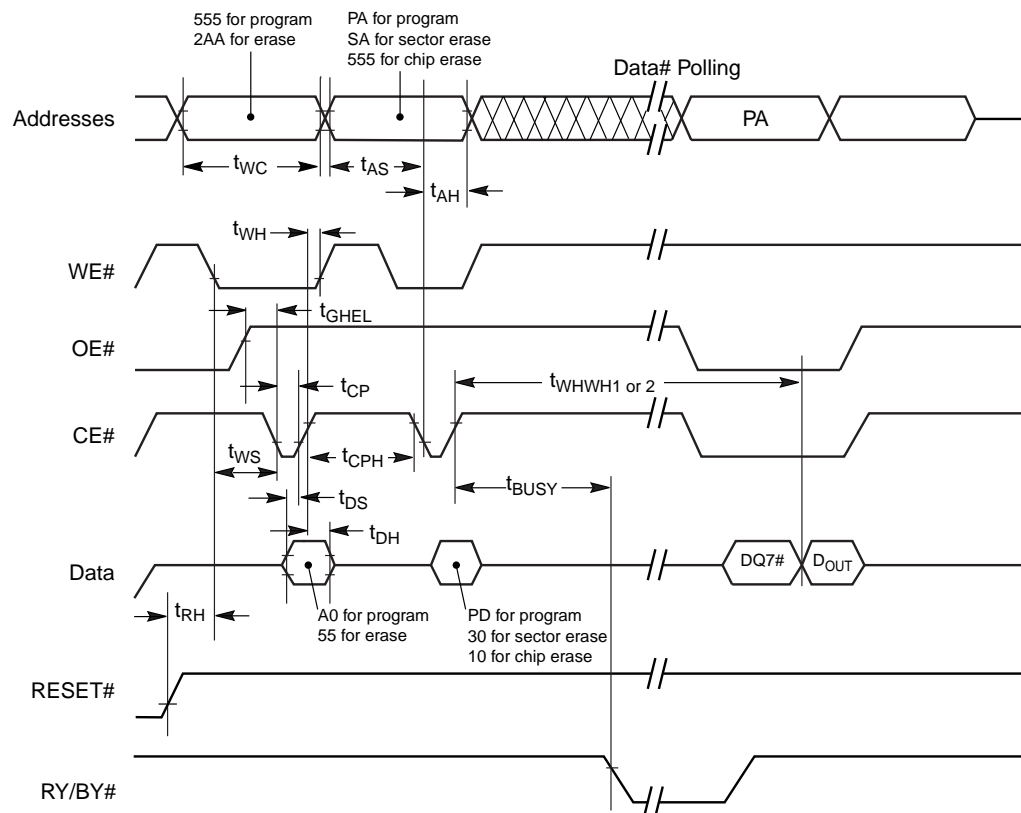 555 for program
2AA for erase
PA for program
SA for sector erase
555 for chip erase
Data# Polling
Addresses
PA
tWC
tAS
tAH
tWH
WE#
tGHEL
OE#
tWHWH1 or 2
tCP
CE#
tWS
tCPH
tBUSY
tDS
tDH
Data
DQ7#
DOUT
tRH
A0 for program
55 for erase
PD for program
30 for sector erase
10 for chip erase
RESET#
RY/BY#